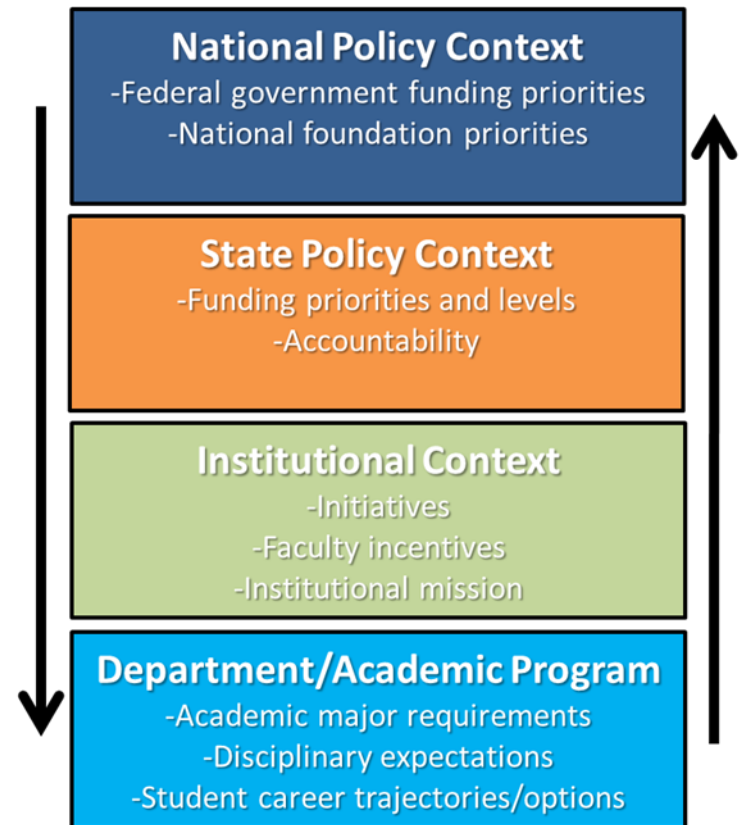 National Policy Context
-Federal government funding priorities
-National foundation priorities
State Policy Context
-Funding priorities and levels
-Accountability
Institutional Context
-Initiatives
-Faculty incentives
-Institutional mission
Department/Academic Program
-Academic major requirements
-Disciplinary expectations
-Student career trajectories/options